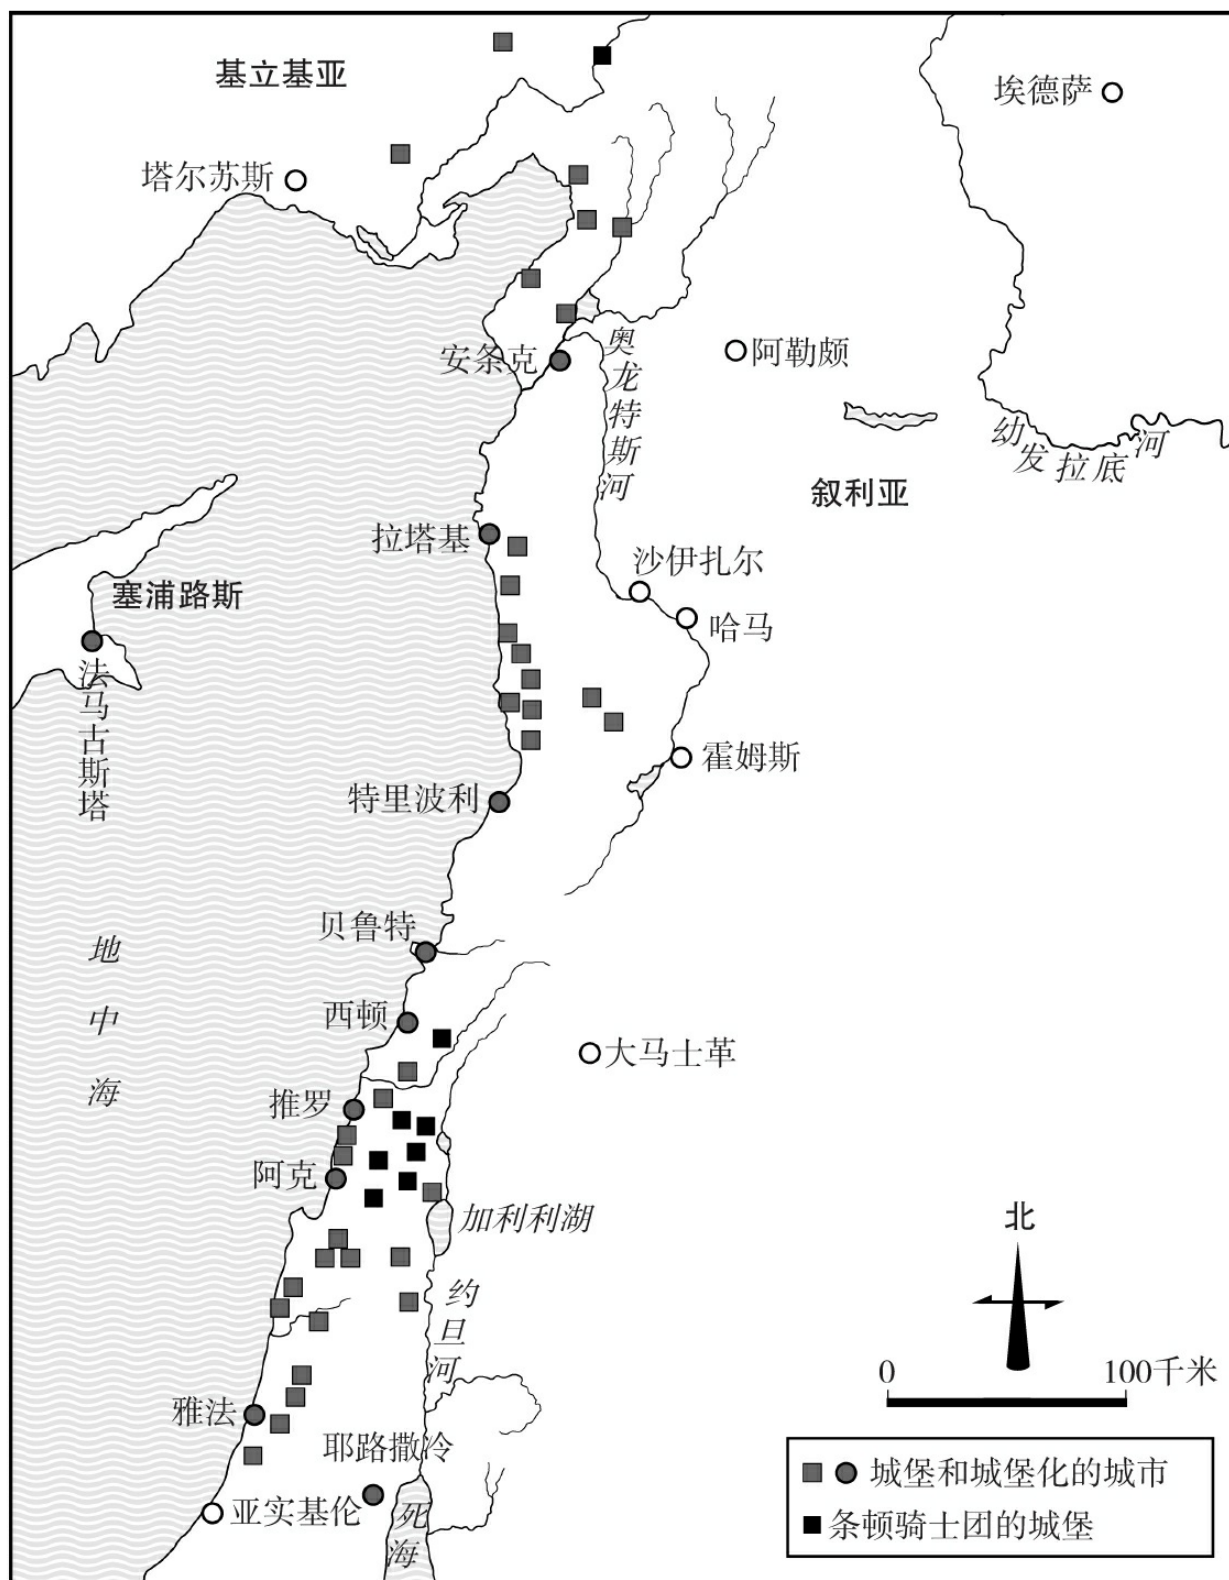 基立基亚
埃德萨
塔尔苏斯
安条克
奥龙特斯河
阿勒颇
幼发拉底河
叙利亚
拉塔基
沙伊扎尔
塞浦路斯
哈马
法马古斯塔
霍姆斯
特里波利
贝鲁特
地中海
西顿
大马士革
推罗
阿克
加利利湖
北
约旦河
0
100千米
雅法
耶路撒冷
城堡和城堡化的城市
亚实基伦
死海
条顿骑士团的城堡